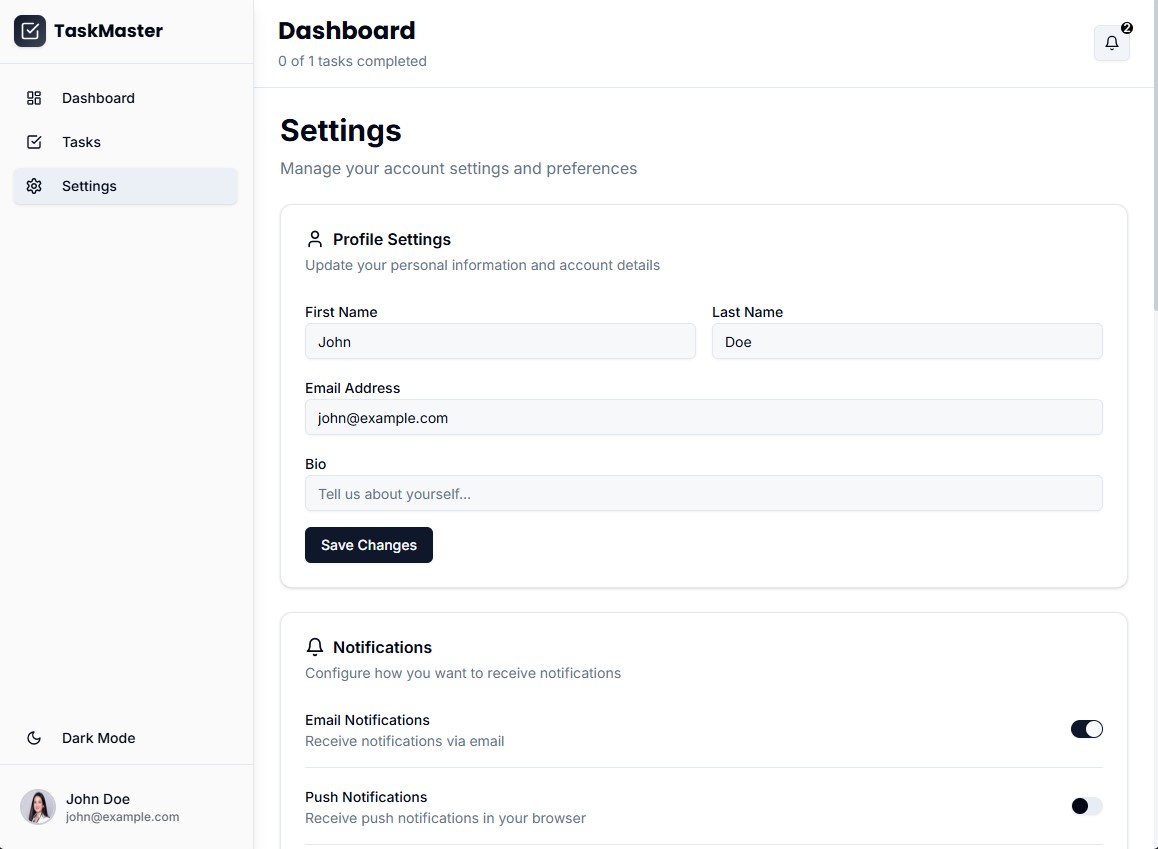 TaskMaster
Dashboard
Tasks
Settings
Dark Mode
John Doe
john@example.com
Dashboard
0 of 1 tasks completed
2
Settings
Manage your account settings and preferences
Profile Settings
Update your personal information and account details
First Name
Last Name
John
Doe
Email Address
john@example.com
Bio
Tell us about yourself...
Save Changes
Notifications
Configure how you want to receive notifications
Email Notifications
Receive notifications via email
Push Notifications
Receive push notifications in your browser